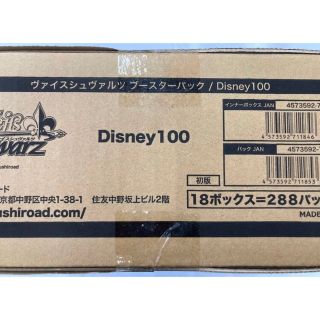 ヴァイスシュヴァルツ ブースターパック / Disney100
インナーボックス JAN
4573592-7
4 573592 711846
Disney100
パック JAN
4573592-7
4 573592 711853
初版
18ボックス=288パッ
京都中野区中央1-38-1 住友中野坂上ビル2階
ushiroad.com/
MADE